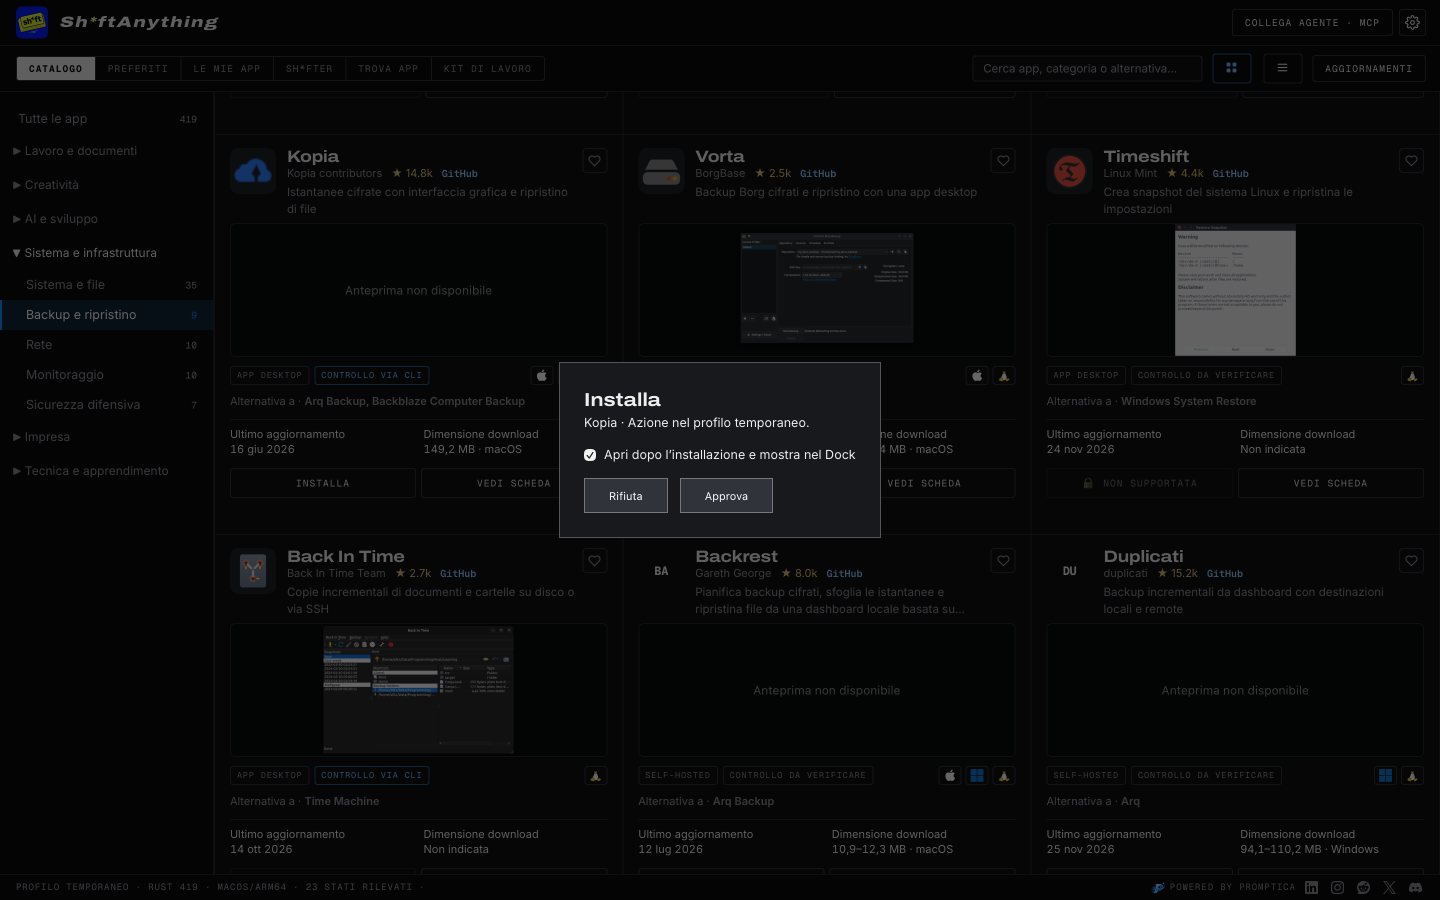 Sh*ftAnything
COLLEGA AGENTE · MCP
CATALOGO
PREFERITI
LE MIE APP
SH*FTER
TROVA APP
KIT DI LAVORO
Cerca app, categoria o alternativa...
AGGIORNAMENTI
Tutte le app 419
Lavoro e documenti
Creatività
AI e sviluppo
Sistema e infrastruttura
Sistema e file 35
Backup e ripristino 9
Rete 10
Monitoraggio 10
Sicurezza difensiva 7
Impresa
Tecnica e apprendimento
Kopia
Kopia contributors ★ 14.8k GitHub
Istantanee cifrate con interfaccia grafica e ripristino
di file
Anteprima non disponibile
APP DESKTOP
CONTROLLO VIA CLI
Alternativa a · Arq Backup, Backblaze Computer Backup
Ultimo aggiornamento
16 giu 2026
Dimensione download
149,2 MB · macOS
INSTALLA
VEDI SCHEDA
Vorta
BorgBase ★ 2.5k GitHub
Backup Borg cifrati e ripristino con una app desktop
ne download
4 MB · macOS
VEDI SCHEDA
Timeshift
Linux Mint ★ 4.4k GitHub
Crea snapshot del sistema Linux e ripristina le
impostazioni
Warning
Disclaimer
APP DESKTOP
CONTROLLO DA VERIFICARE
Alternativa a · Windows System Restore
Ultimo aggiornamento
24 nov 2026
Dimensione download
Non indicata
NON SUPPORTATA
VEDI SCHEDA
Installa
Kopia · Azione nel profilo temporaneo.
Apri dopo l’installazione e mostra nel Dock
Rifiuta
Approva
Back In Time
Back In Time Team ★ 2.7k GitHub
Copie incrementali di documenti e cartelle su disco o
via SSH
Back In Time
APP DESKTOP
CONTROLLO VIA CLI
Alternativa a · Time Machine
Ultimo aggiornamento
14 ott 2026
Dimensione download
Non indicata
BA
Backrest
Gareth George ★ 8.0k GitHub
Pianifica backup cifrati, sfoglia le istantanee e
ripristina file da una dashboard locale basata su...
Anteprima non disponibile
SELF-HOSTED
CONTROLLO DA VERIFICARE
Alternativa a · Arq Backup
Ultimo aggiornamento
12 lug 2026
Dimensione download
10,9–12,3 MB · macOS
DU
Duplicati
duplicati ★ 15.2k GitHub
Backup incrementali da dashboard con destinazioni
locali e remote
Anteprima non disponibile
SELF-HOSTED
CONTROLLO DA VERIFICARE
Alternativa a · Arq
Ultimo aggiornamento
25 nov 2026
Dimensione download
94,1–110,2 MB · Windows
PROFILO TEMPORANEO · RUST 419 · MACOS/ARM64 · 23 STATI RILEVATI ·
POWERED BY PROMPTICA